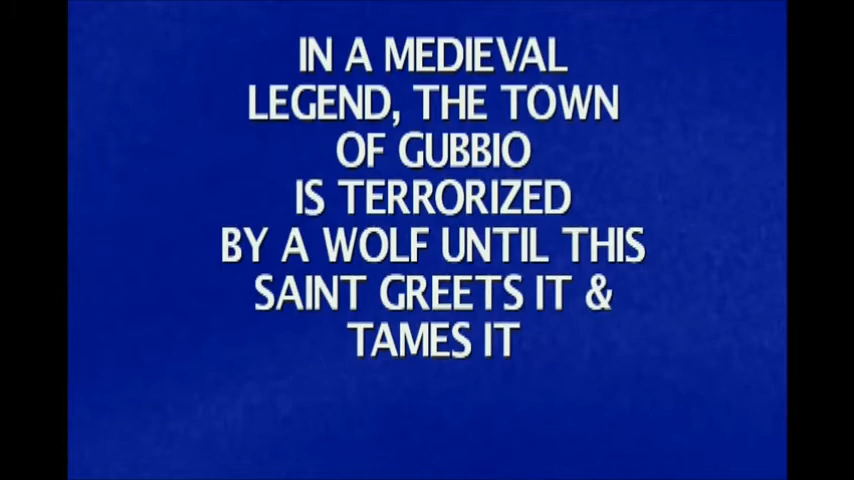 IN A MEDIEVAL
LEGEND, THE TOWN
OF GUBBIO
IS TERRORIZED
BY A WOLF UNTIL THIS
SAINT GREETS IT &
TAMES IT